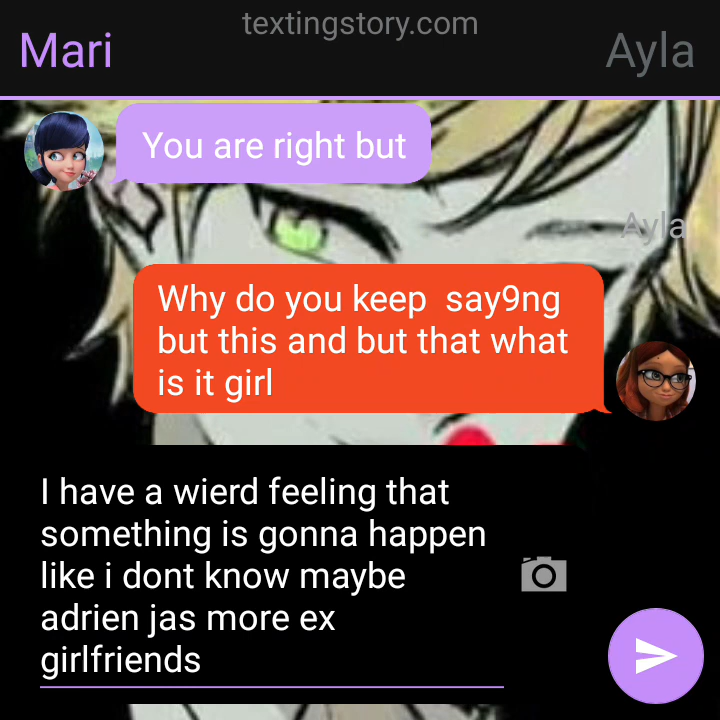 textingstory.com
Mari
Ayla
You are right but
Ayla
Why do you keep  say9ng
but this and but that what
is it girl
I have a wierd feeling that
something is gonna happen
like i dont know maybe
adrien jas more ex
girlfriends